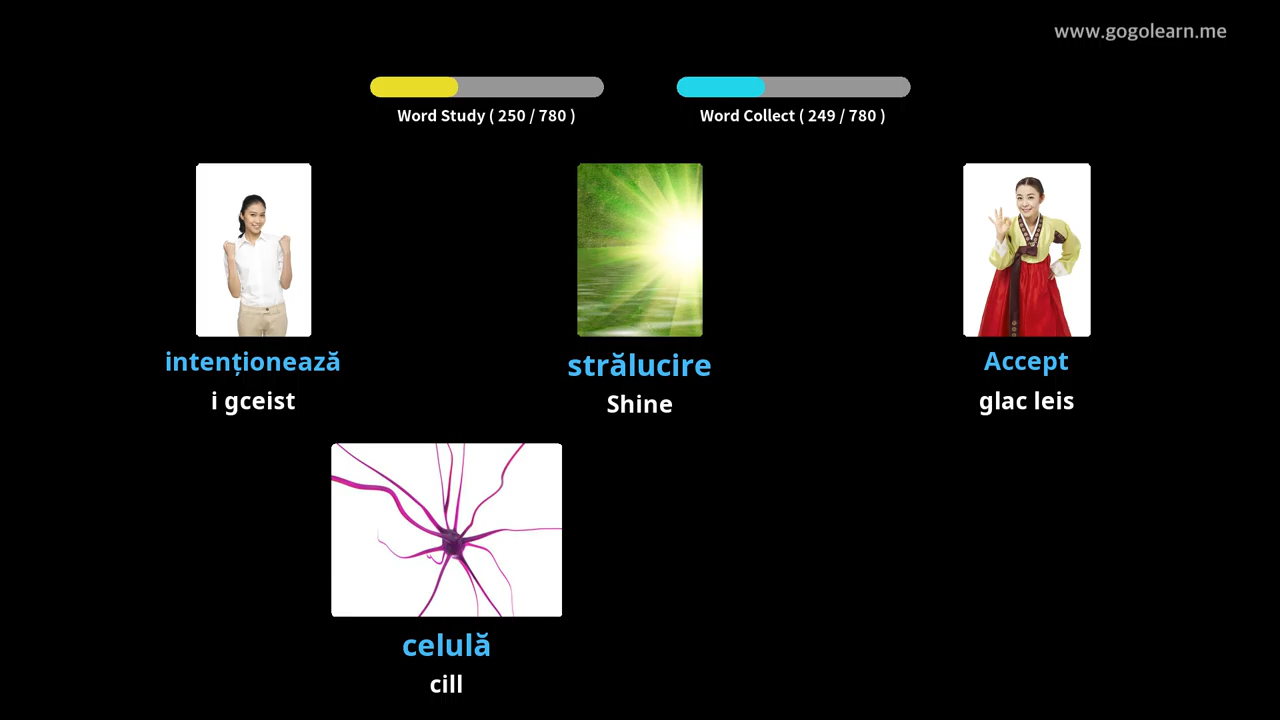 www.gogolearn.me
Word Study ( 250 / 780 )
Word Collect ( 249 / 780 )
intenționează
i gceist
strălucire
Shine
Accept
glac leis
celulă
cill